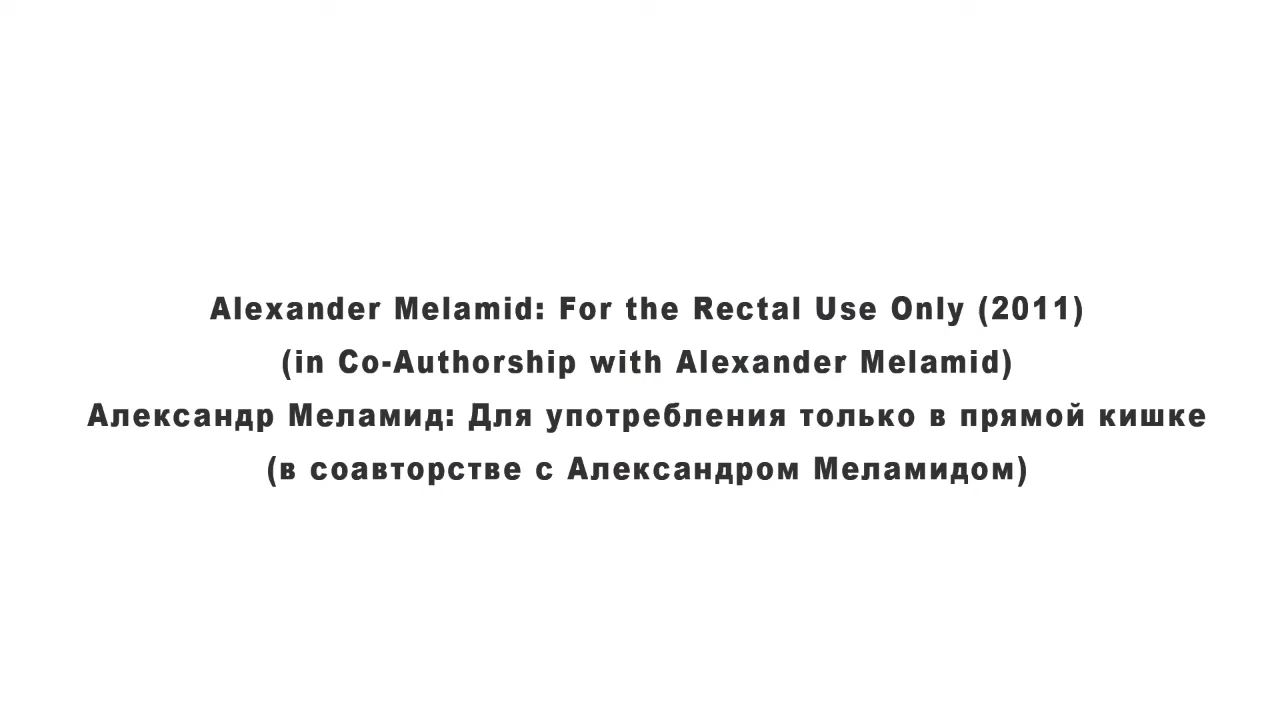 Alexander Melamid: For the Rectal Use Only (2011)
(in Co-Authorship with Alexander Melamid)
Александр Меламид: Для употребления только в прямой кишке
(в соавторстве с Александром Меламидом)